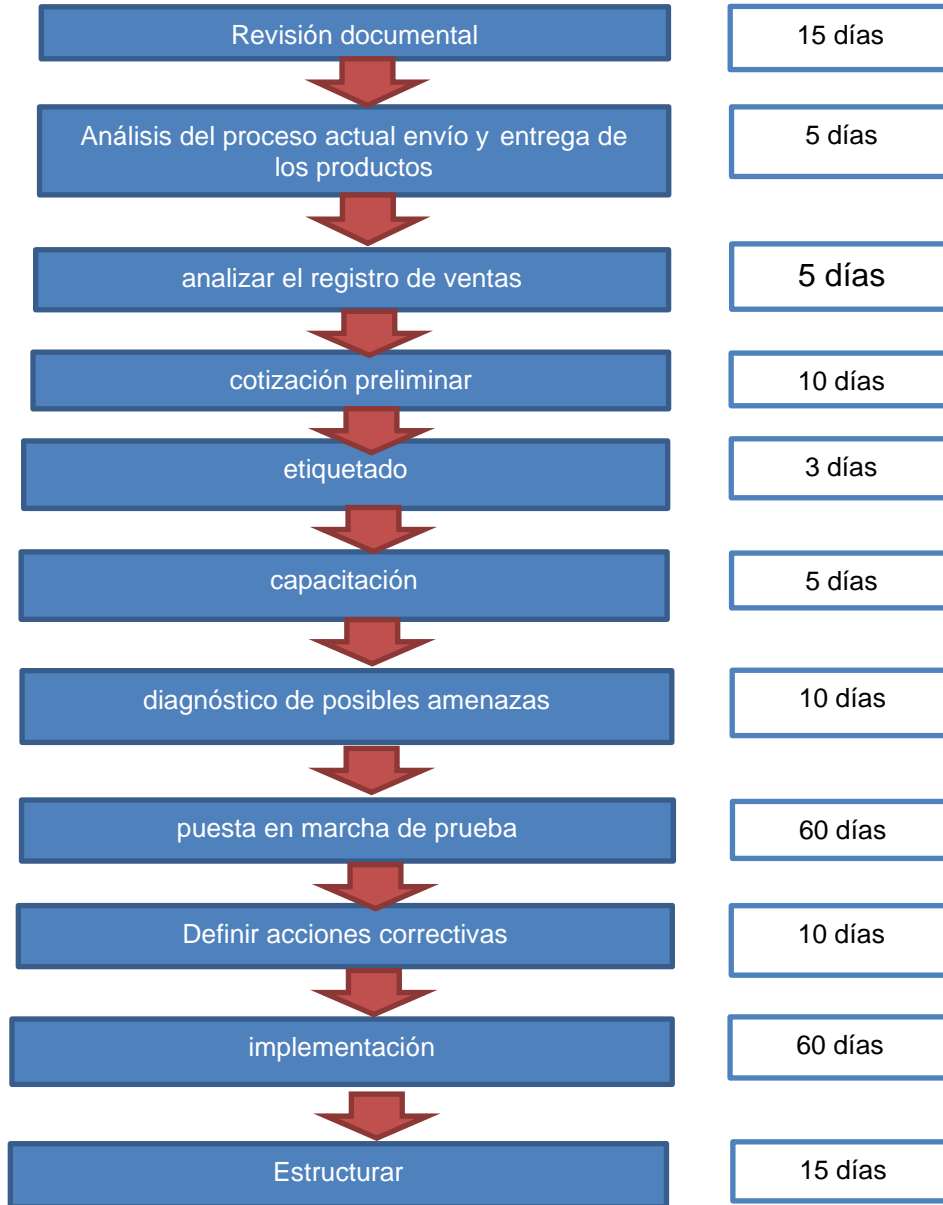 Revisión documental
15 días
Análisis del proceso actual envío y entrega de
los productos
5 días
analizar el registro de ventas
5 días
cotización preliminar
10 días
etiquetado
3 días
capacitación
5 días
diagnóstico de posibles amenazas
10 días
puesta en marcha de prueba
60 días
Definir acciones correctivas
10 días
implementación
60 días
Estructurar
15 días